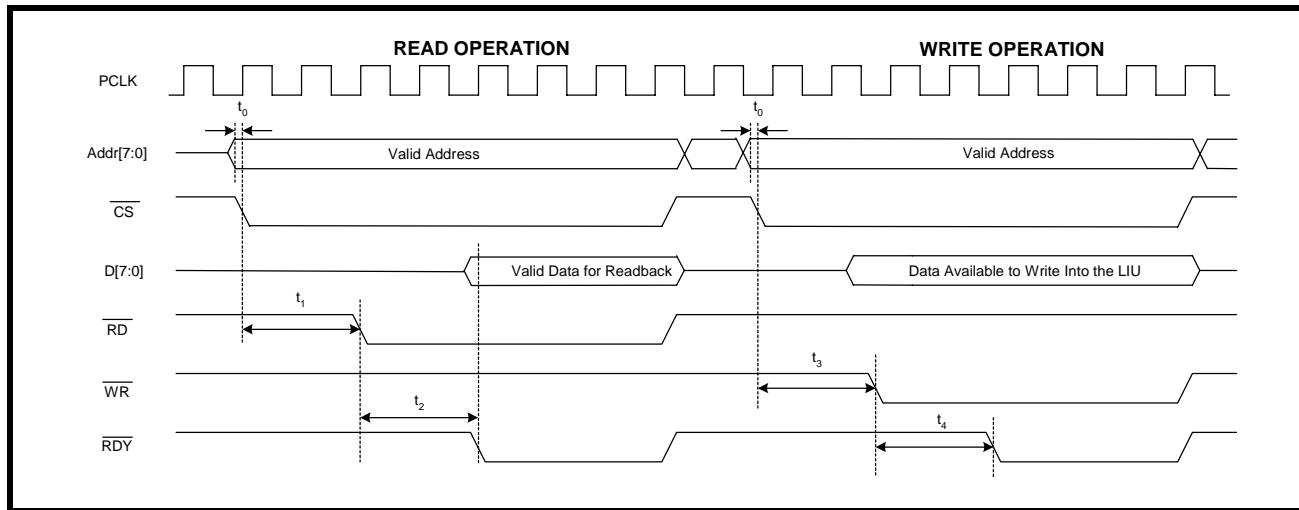 READ OPERATION
WRITE OPERATION
PCLK
t0
t0
Addr[7:0]
Valid Address
Valid Address
CS
D[7:0]
Valid Data for Readback
Data Available to Write Into the LIU
t1
RD
t3
WR
t2
t4
RDY